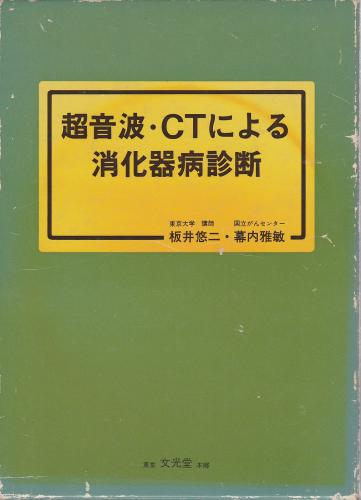 超音波・CTによる
消化器病診断
東京大学 講師 国立がんセンター
板井悠二・幕内雅敏
東京 文光堂 本郷